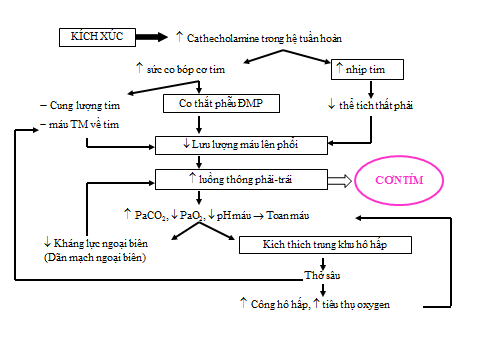 KÍCH XÚC
↑ Cathecholamine trong hệ tuần hoàn
↑ sức co bóp cơ tim
↑ nhịp tim
– Cung lượng tim
– máu TM về tim
Co thắt phễu ĐMP
↓ thể tích thất phải
↓ Lưu lượng máu lên phổi
↑ luồng thông phải-trái
CƠN TÍM
↑ PaCO2, ↓ PaO2, ↓ pH máu → Toan máu
↓ Kháng lực ngoại biên
(Dãn mạch ngoại biên)
Kích thích trung khu hô hấp
Thở sâu
↑ Công hô hấp, ↑ tiêu thụ oxygen